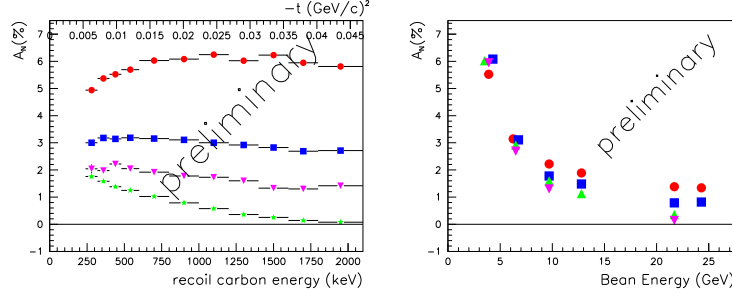 −t (GeV/c)²
0 0.005 0.01 0.015 0.02 0.025 0.03 0.035 0.04 0.045
A_N(%)
7
6
5
4
3
2
1
0
−1
preliminary
0 250 500 750 1000 1250 1500 1750 2000
recoil carbon energy (keV)
A_N(%)
7
6
5
4
3
2
1
0
−1
preliminary
0 5 10 15 20 25
Bean Energy (GeV)